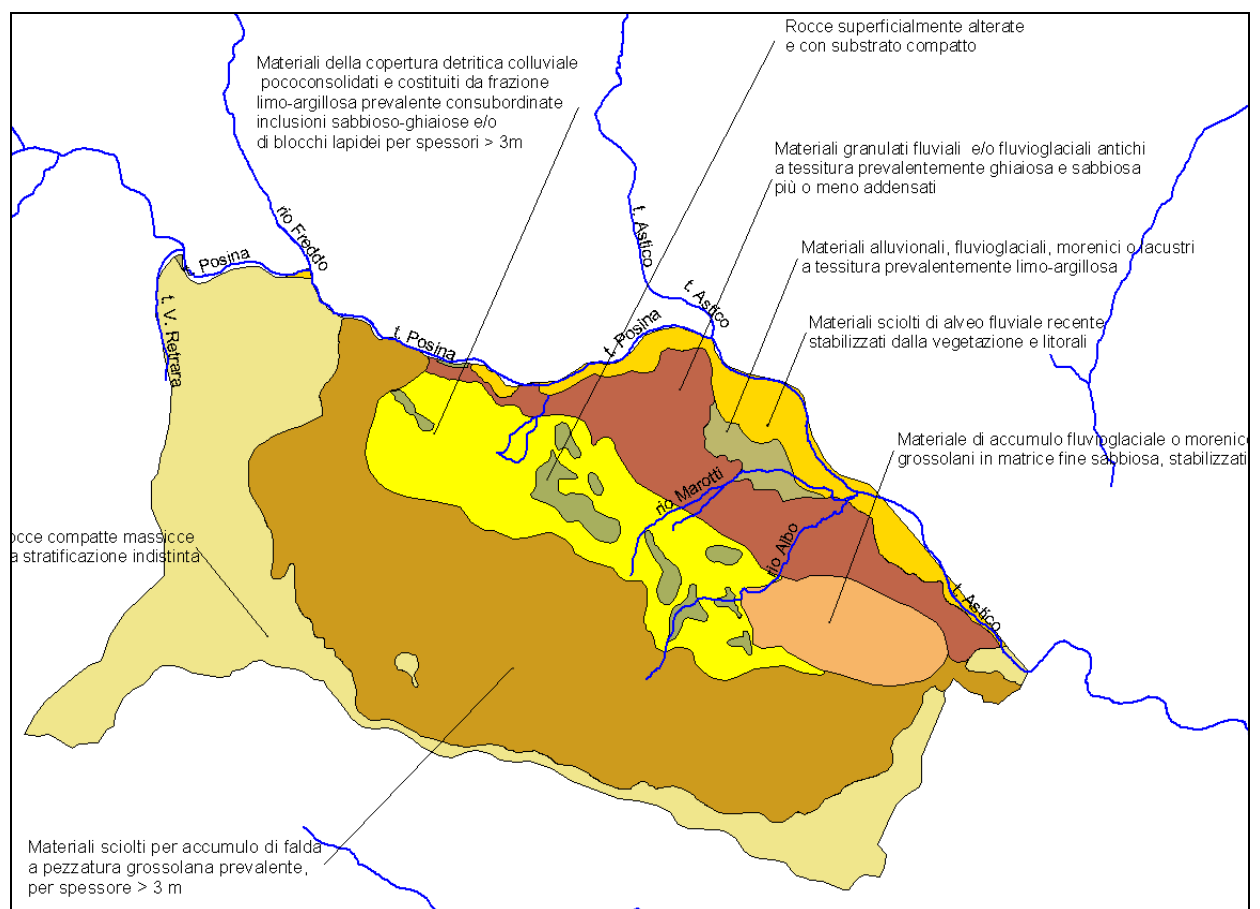 Rocce superficialmente alterate
e con substrato compatto
Materiali della copertura detritica colluviale
pococonsolidati e costituiti da frazione
limo-argillosa prevalente consubordinate
inclusioni sabbioso-ghiaiose e/o
di blocchi lapidei per spessori > 3m
Materiali granulati fluviali e/o fluvioglaciali antichi
a tessitura prevalentemente ghiaiosa e sabbiosa
più o meno addensati
rio Freddo
t. Astico
Materiali alluvionali, fluvioglaciali, morenici o lacustri
a tessitura prevalentemente limo-argillosa
t. Posina
t. V. Retrara
t. Astico
t. Posina
t. Posina
Materiali sciolti di alveo fluviale recente
stabilizzati dalla vegetazione e litorali
Materiale di accumulo fluvioglaciale o morenico
grossolani in matrice fine sabbiosa, stabilizzati
rio Marotti
rio Albo
occe compatte massicce
a stratificazione indistinta
t. Astico
Materiali sciolti per accumulo di falda
a pezzatura grossolana prevalente,
per spessore > 3 m